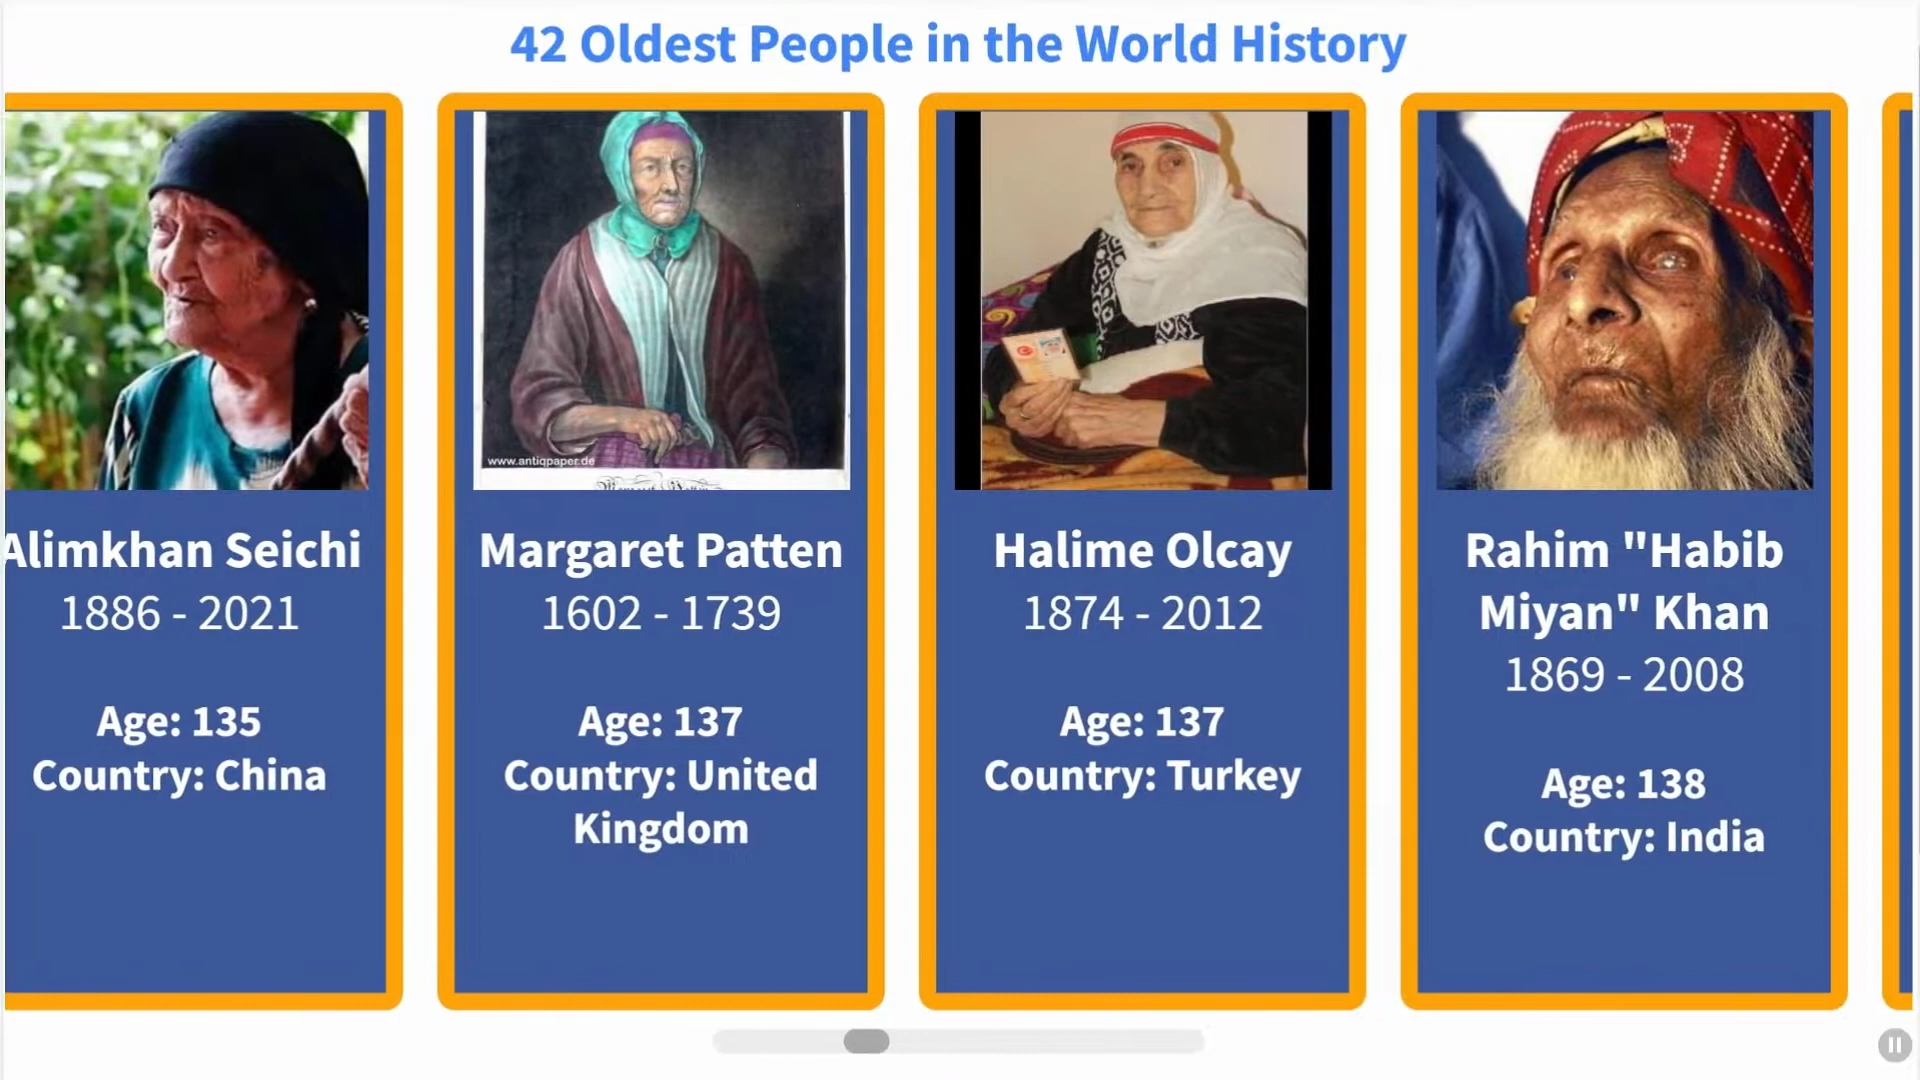 42 Oldest People in the World History
www.antiqpaper.de
Alimkhan Seichi
1886 - 2021
Age: 135
Country: China
Margaret Patten
1602 - 1739
Age: 137
Country: United
Kingdom
Halime Olcay
1874 - 2012
Age: 137
Country: Turkey
Rahim "Habib
Miyan" Khan
1869 - 2008
Age: 138
Country: India